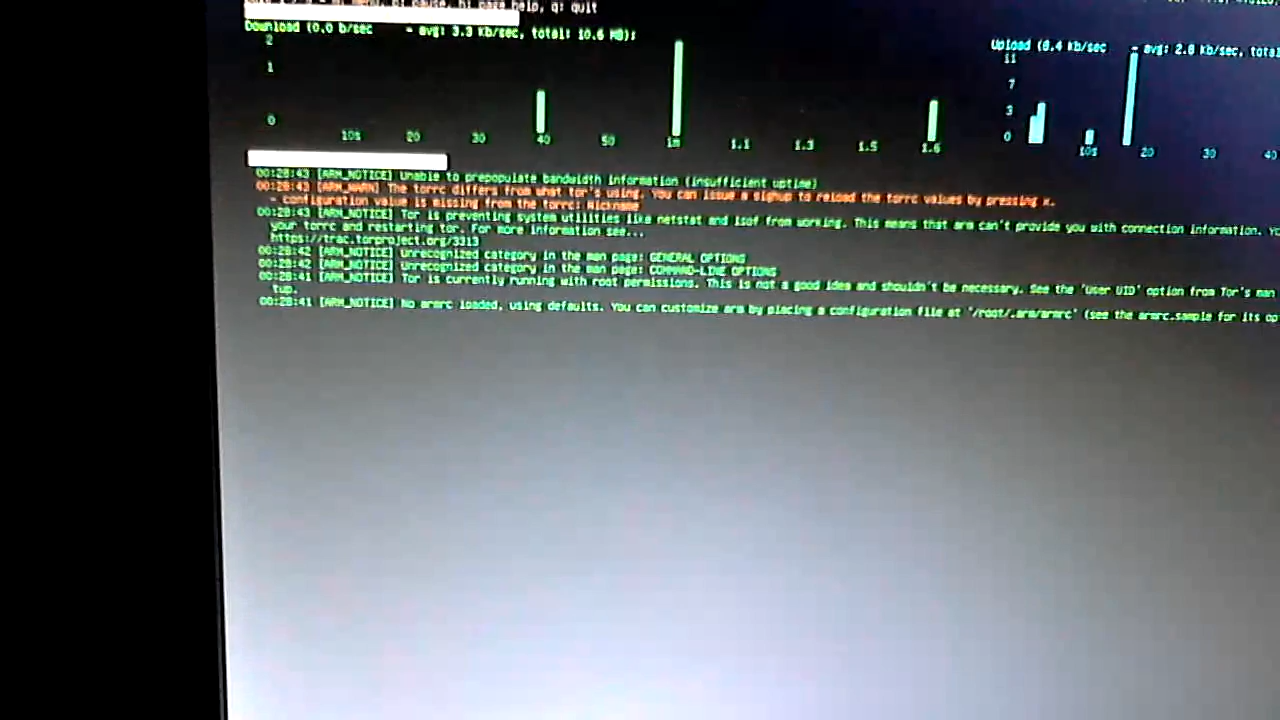 page 1 / 3 - m: menu, p: pause, h: page help, q: quit
Download (0.0 b/sec - avg: 3.3 Kb/sec, total: 10.6 MB):
Upload (8.4 Kb/sec - avg: 2.8 Kb/sec, total
2
1
0
11
7
3
0
10s 20 30 40 50 1m 1.1 1.3 1.5 1.6
10s 20 30 40
00:28:43 [ARM_NOTICE] Unable to prepopulate bandwidth information (insufficient uptime)
00:28:43 [ARM_WARN] The torrc differs from what tor's using. You can issue a sighup to reload the torrc values by pressing x.
- configuration value is missing from the torrc: Nickname
00:28:43 [ARM_NOTICE] Tor is preventing system utilities like netstat and lsof from working. This means that arm can't provide you with connection information. Yo
your torrc and restarting tor. For more information see...
https://trac.torproject.org/3313
00:28:42 [ARM_NOTICE] Unrecognized category in the man page: GENERAL OPTIONS
00:28:42 [ARM_NOTICE] Unrecognized category in the man page: COMMAND-LINE OPTIONS
00:28:41 [ARM_NOTICE] Tor is currently running with root permissions. This is not a good idea and shouldn't be necessary. See the 'User UID' option from Tor's man
tup.
00:28:41 [ARM_NOTICE] No armrc loaded, using defaults. You can customize arm by placing a configuration file at '/root/.arm/armrc' (see the armrc.sample for its op